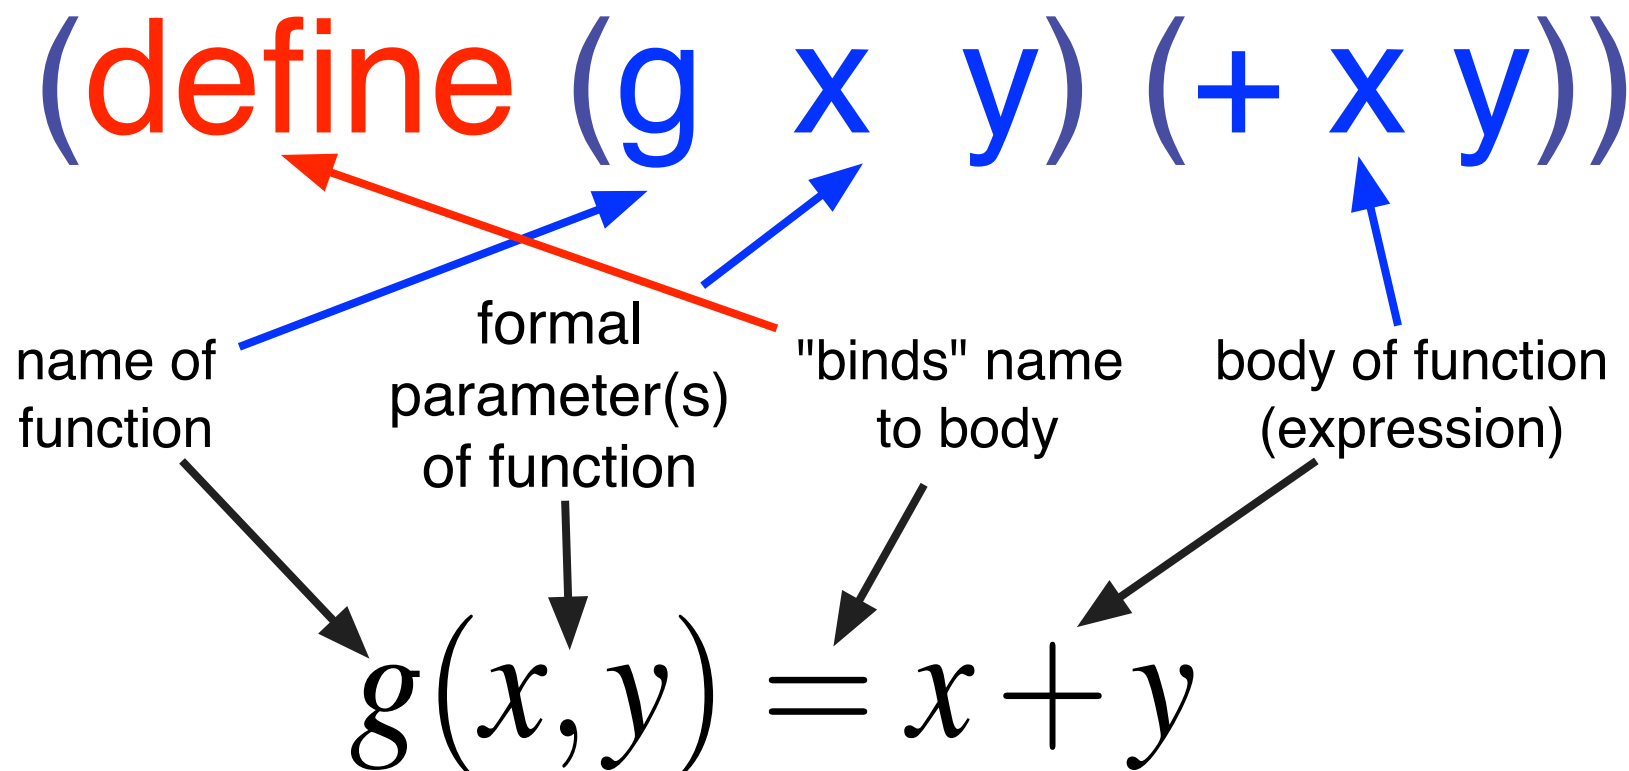 (define (g x y) (+ x y))
name of
function
formal
parameter(s)
of function
"binds" name
to body
body of function
(expression)
g(x,y) = x + y